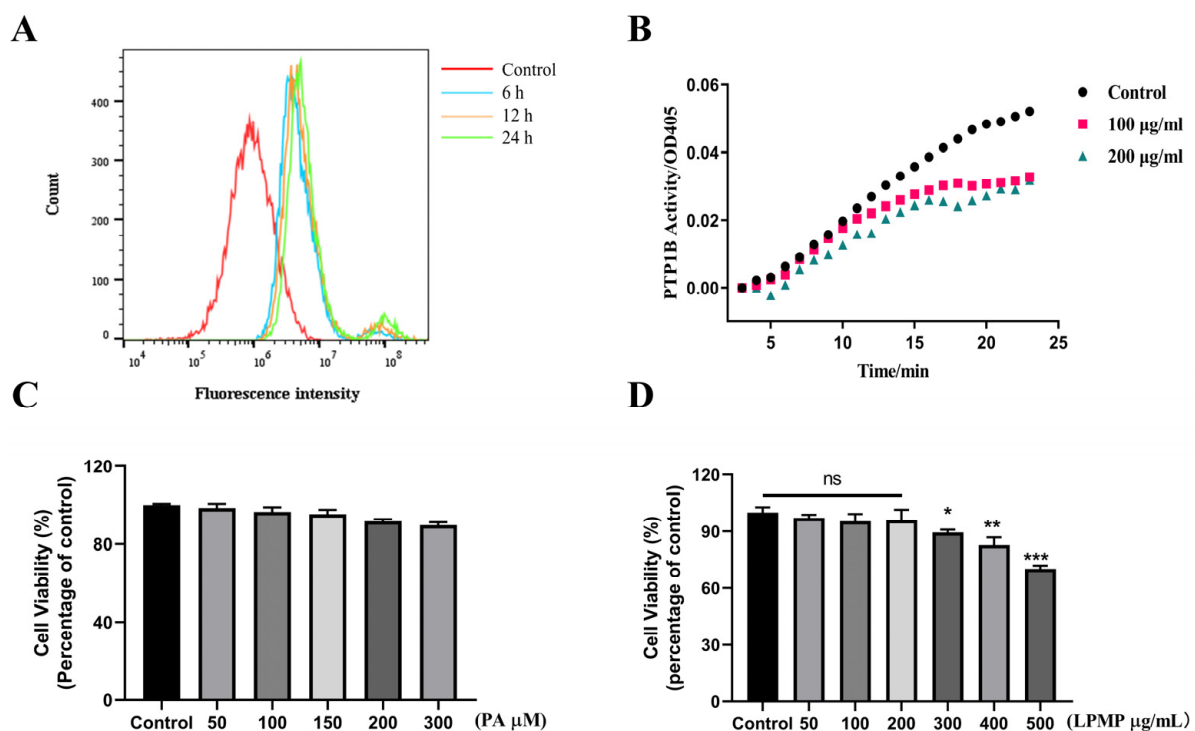 A
Control
6 h
12 h
24 h
400
300
200
100
0
Count
10^4 10^5 10^6 10^7 10^8
Fluorescence intensity
B
0.06
0.04
0.02
0.00
PTP1B Activity/OD405
Control
100 μg/ml
200 μg/ml
5 10 15 20 25
Time/min
C
120
80
40
0
Cell Viability (%)
(Percentage of control)
Control 50 100 150 200 300 (PA μM)
D
120
90
60
30
0
Cell Viability (%)
(percentage of control)
ns
*
**
***
Control 50 100 200 300 400 500 (LPMP μg/mL)